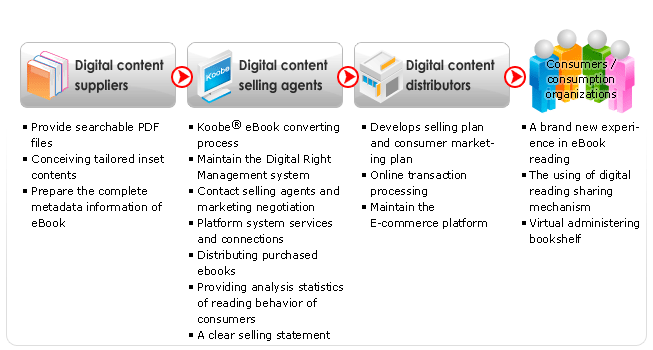 Digital content
suppliers
Koobe
Digital content
selling agents
Digital content
distributors
Consumers /
consumption
organizations
▪ Provide searchable PDF
files
▪ Conceiving tailored inset
contents
▪ Prepare the complete
metadata information of
eBook
▪ Koobe® eBook converting
process
▪ Maintain the Digital Right
Management system
▪ Contact selling agents and
marketing negotiation
▪ Platform system services
and connections
▪ Distributing purchased
ebooks
▪ Providing analysis statistics
of reading behavior of
consumers
▪ A clear selling statement
▪ Develops selling plan
and consumer market-
ing plan
▪ Online transaction
processing
▪ Maintain the
E-commerce platform
▪ A brand new experi-
ence in eBook
reading
▪ The using of digital
reading sharing
mechanism
▪ Virtual administering
bookshelf